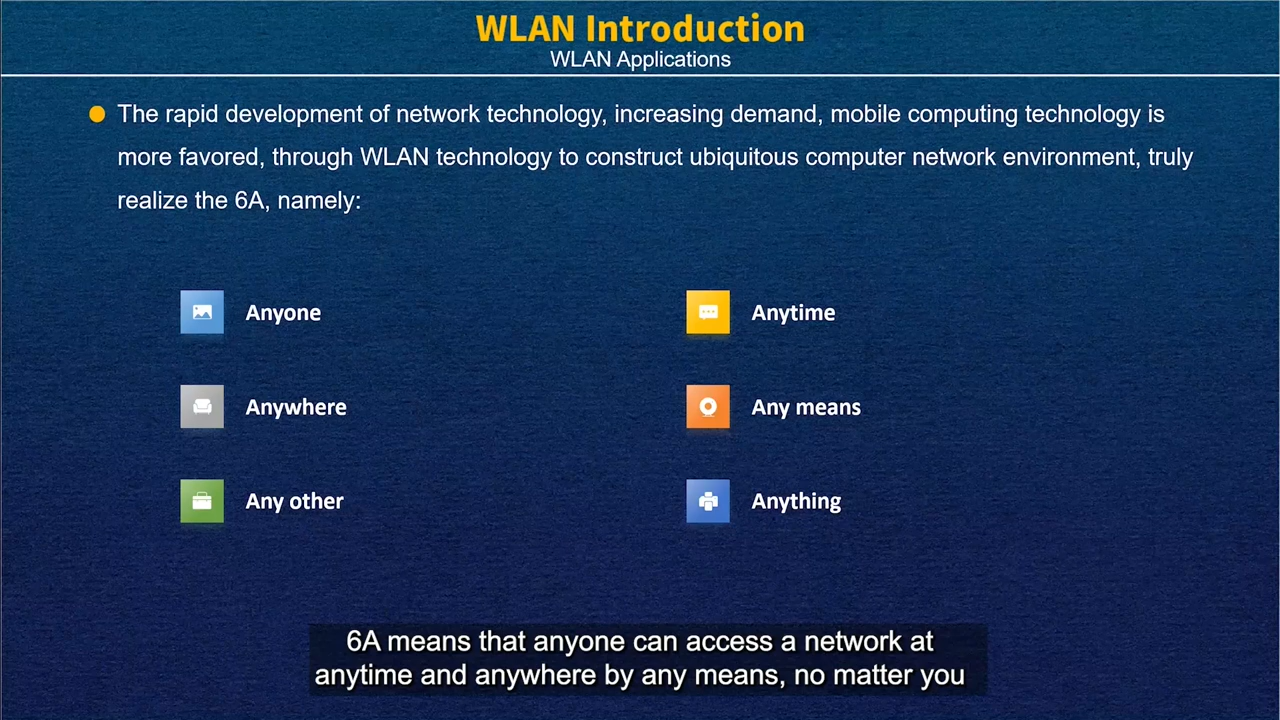 WLAN Introduction
WLAN Applications
The rapid development of network technology, increasing demand, mobile computing technology is
more favored, through WLAN technology to construct ubiquitous computer network environment, truly
realize the 6A, namely:
Anyone
Anytime
Anywhere
Any means
Any other
Anything
6A means that anyone can access a network at
anytime and anywhere by any means, no matter you